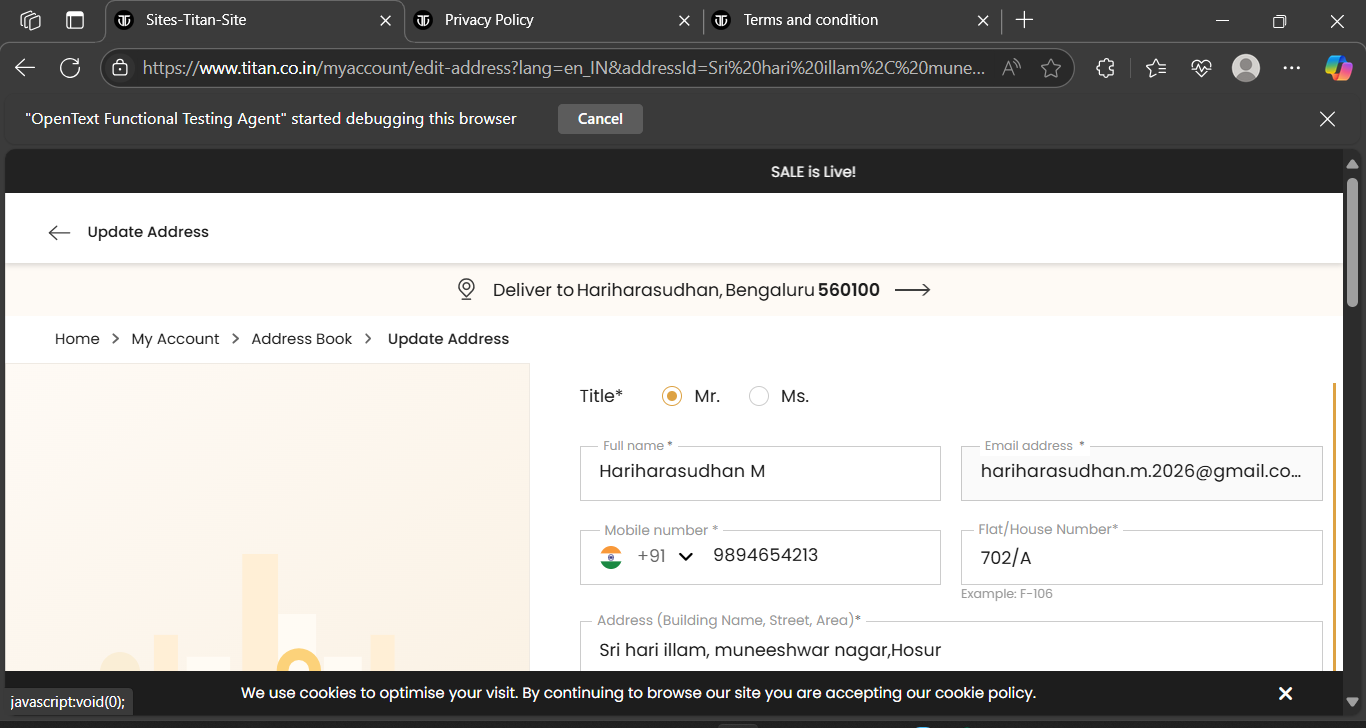 Sites-Titan-Site
Privacy Policy
Terms and condition
https://www.titan.co.in/myaccount/edit-address?lang=en_IN&addressId=Sri%20hari%20illam%2C%20mune...
"OpenText Functional Testing Agent" started debugging this browser
Cancel
SALE is Live!
Update Address
Deliver to Hariharasudhan, Bengaluru 560100
Home > My Account > Address Book > Update Address
Title* Mr. Ms.
Full name *
Hariharasudhan M
Email address *
hariharasudhan.m.2026@gmail.co...
Mobile number *
+91 9894654213
Flat/House Number*
702/A
Example: F-106
Address (Building Name, Street, Area)*
Sri hari illam, muneeshwar nagar,Hosur
We use cookies to optimise your visit. By continuing to browse our site you are accepting our cookie policy.
javascript:void(0);